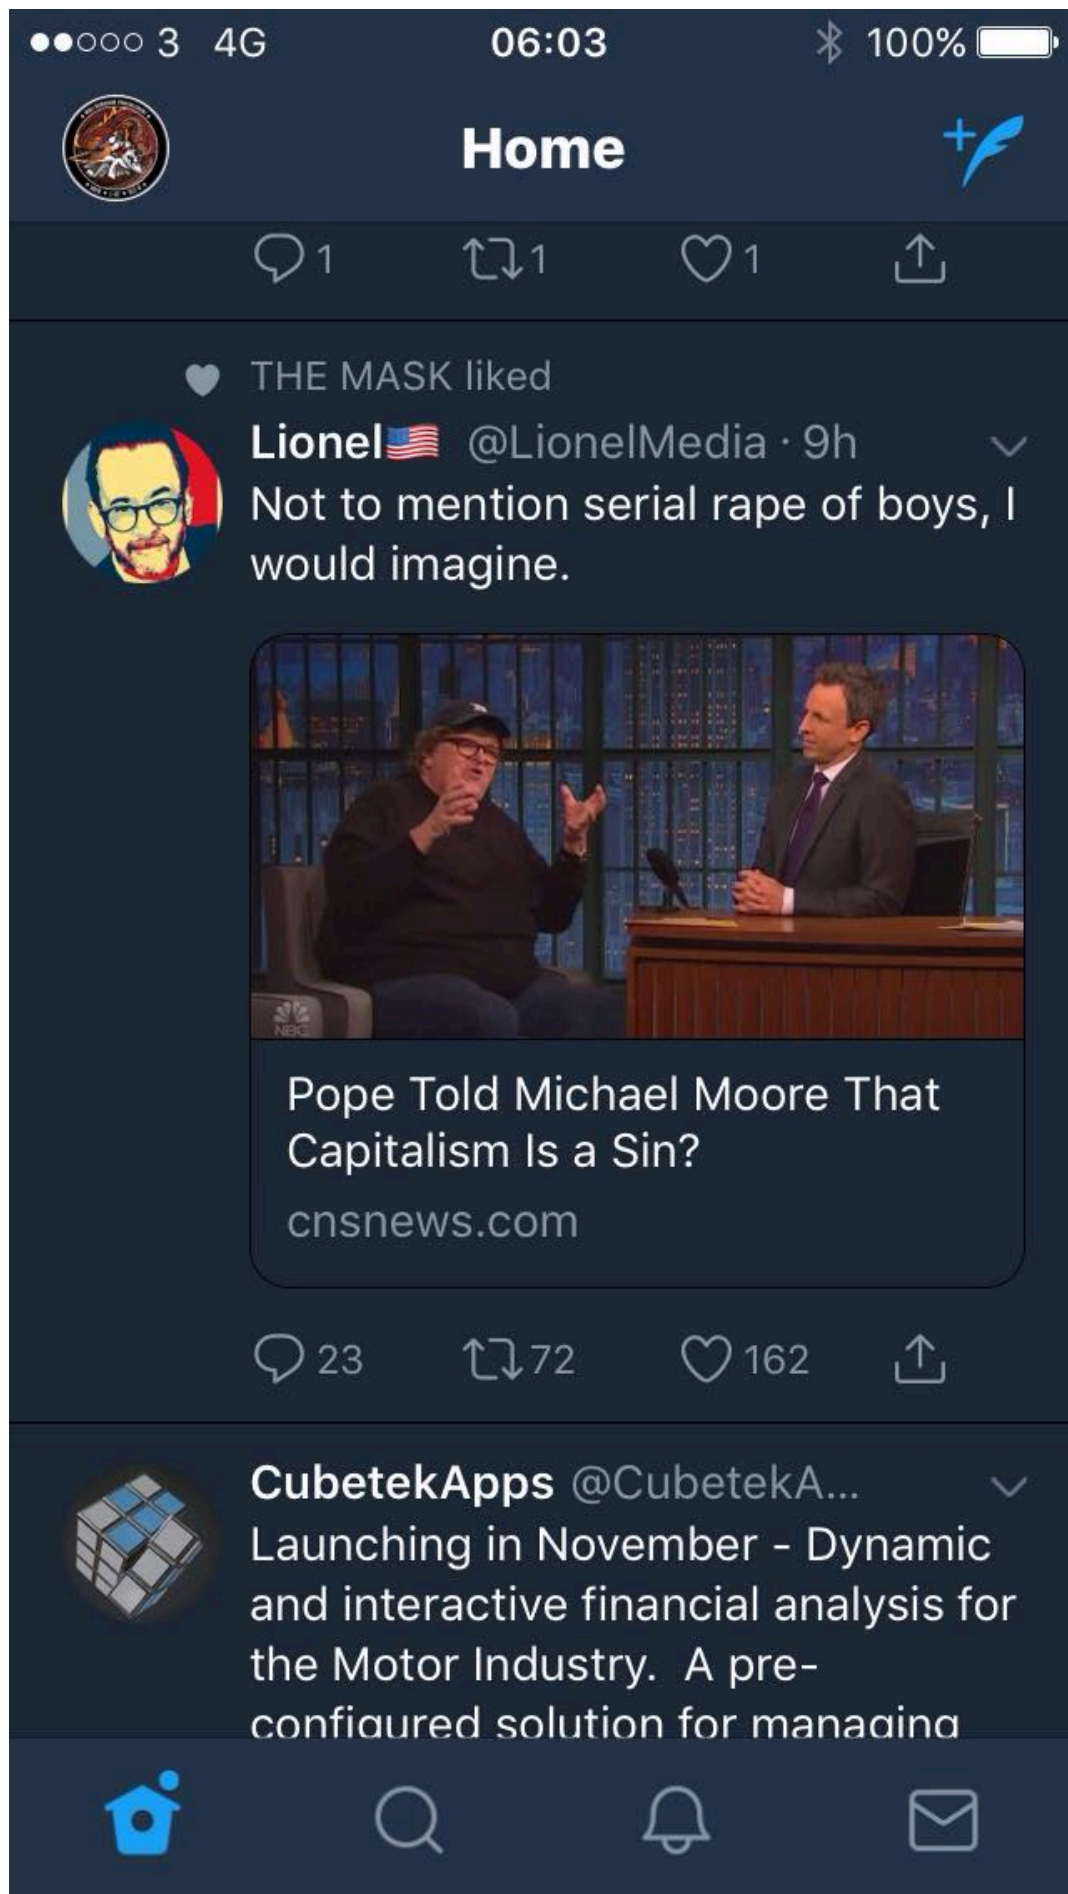 3 4G 06:03 100%
Home
1 1 1
THE MASK liked
Lionel🇺🇸 @LionelMedia · 9h
Not to mention serial rape of boys, I
would imagine.
NBC
Pope Told Michael Moore That
Capitalism Is a Sin?
cnsnews.com
23 72 162
CubetekApps @CubetekA...
Launching in November - Dynamic
and interactive financial analysis for
the Motor Industry. A pre-
configured solution for managing